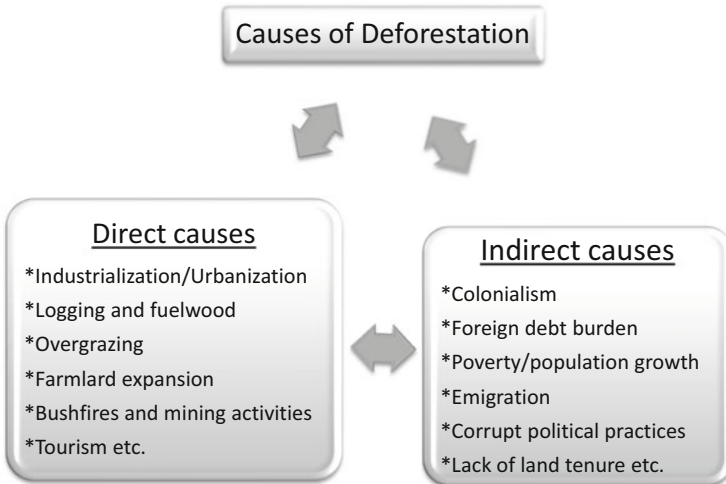 Causes of Deforestation
Direct causes
*Industrialization/Urbanization
*Logging and fuelwood
*Overgrazing
*Farmlard expansion
*Bushfires and mining activities
*Tourism etc.
Indirect causes
*Colonialism
*Foreign debt burden
*Poverty/population growth
*Emigration
*Corrupt political practices
*Lack of land tenure etc.